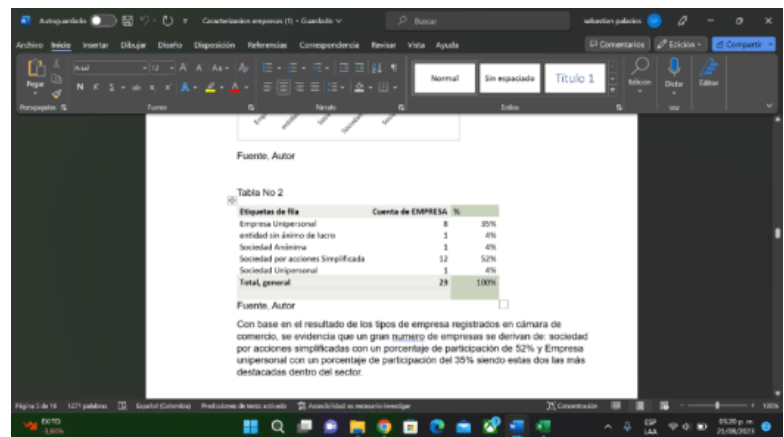 Autoguardado
Caracterizacion empresas (1) • Guardado
Buscar
sebastian palacios
Archivo Inicio Insertar Dibujar Diseño Disposición Referencias Correspondencia Revisar Vista Ayuda
Comentarios Edición Compartir
Pegar
Arial 12
N K S
Normal
Sin espaciado
Título 1
Edición
Dictar
Editor
Portapapeles Fuente Párrafo Estilos Voz
Fuente, Autor
Tabla No 2
Etiquetas de fila Cuenta de EMPRESA %
Empresa Unipersonal 8 35%
entidad sin ánimo de lucro 1 4%
Sociedad Anónima 1 4%
Sociedad por acciones Simplificada 12 52%
Sociedad Unipersonal 1 4%
Total, general 23 100%
Fuente, Autor
Con base en el resultado de los tipos de empresa registrados en cámara de
comercio, se evidencia que un gran numero de empresas se derivan de: sociedad
por acciones simplificadas con un porcentaje de participación de 52% y Empresa
unipersonal con un porcentaje de participación del 35% siendo estas dos las más
destacadas dentro del sector.
Página 5 de 16 1271 palabras Español (Colombia) Predicciones de texto: activado Accesibilidad: es necesario investigar
Concentración
100%
EXITO
-3,60%
ESP
LAA
05:20 p. m.
21/08/2023